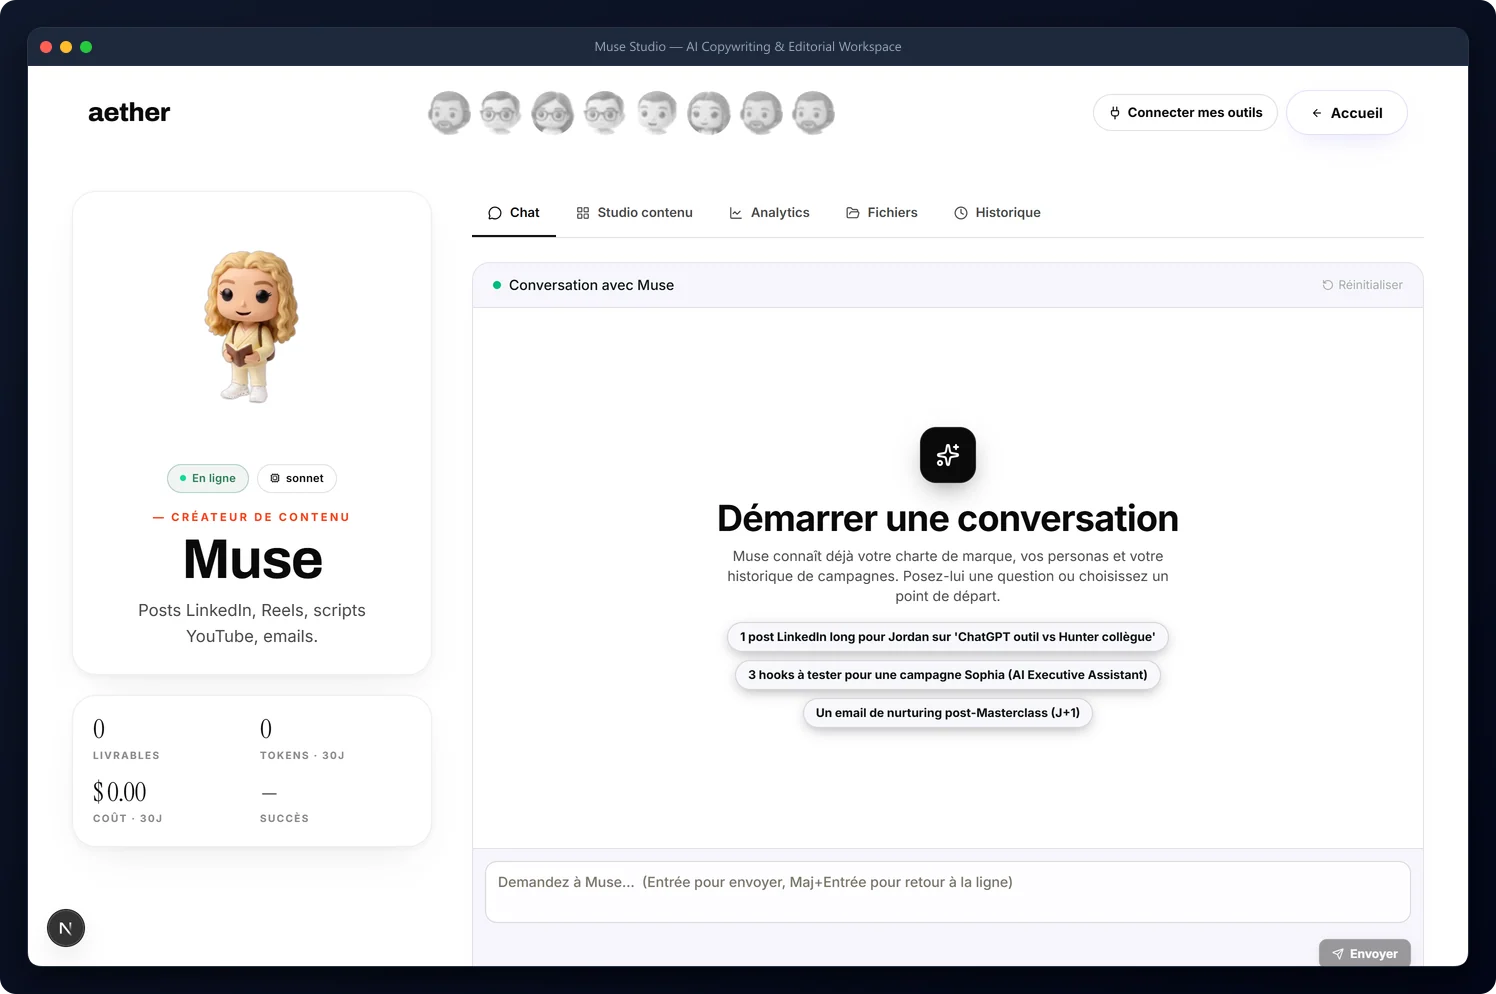 Muse Studio — AI Copywriting & Editorial Workspace
aether
Connecter mes outils
Accueil
En ligne
sonnet
— CRÉATEUR DE CONTENU
Muse
Posts LinkedIn, Reels, scripts
YouTube, emails.
0
LIVRABLES
0
TOKENS · 30J
$0.00
COÛT · 30J
—
SUCCÈS
N
Chat
Studio contenu
Analytics
Fichiers
Historique
Conversation avec Muse
Réinitialiser
Démarrer une conversation
Muse connaît déjà votre charte de marque, vos personas et votre
historique de campagnes. Posez-lui une question ou choisissez un
point de départ.
1 post LinkedIn long pour Jordan sur 'ChatGPT outil vs Hunter collègue'
3 hooks à tester pour une campagne Sophia (AI Executive Assistant)
Un email de nurturing post-Masterclass (J+1)
Demandez à Muse... (Entrée pour envoyer, Maj+Entrée pour retour à la ligne)
Envoyer